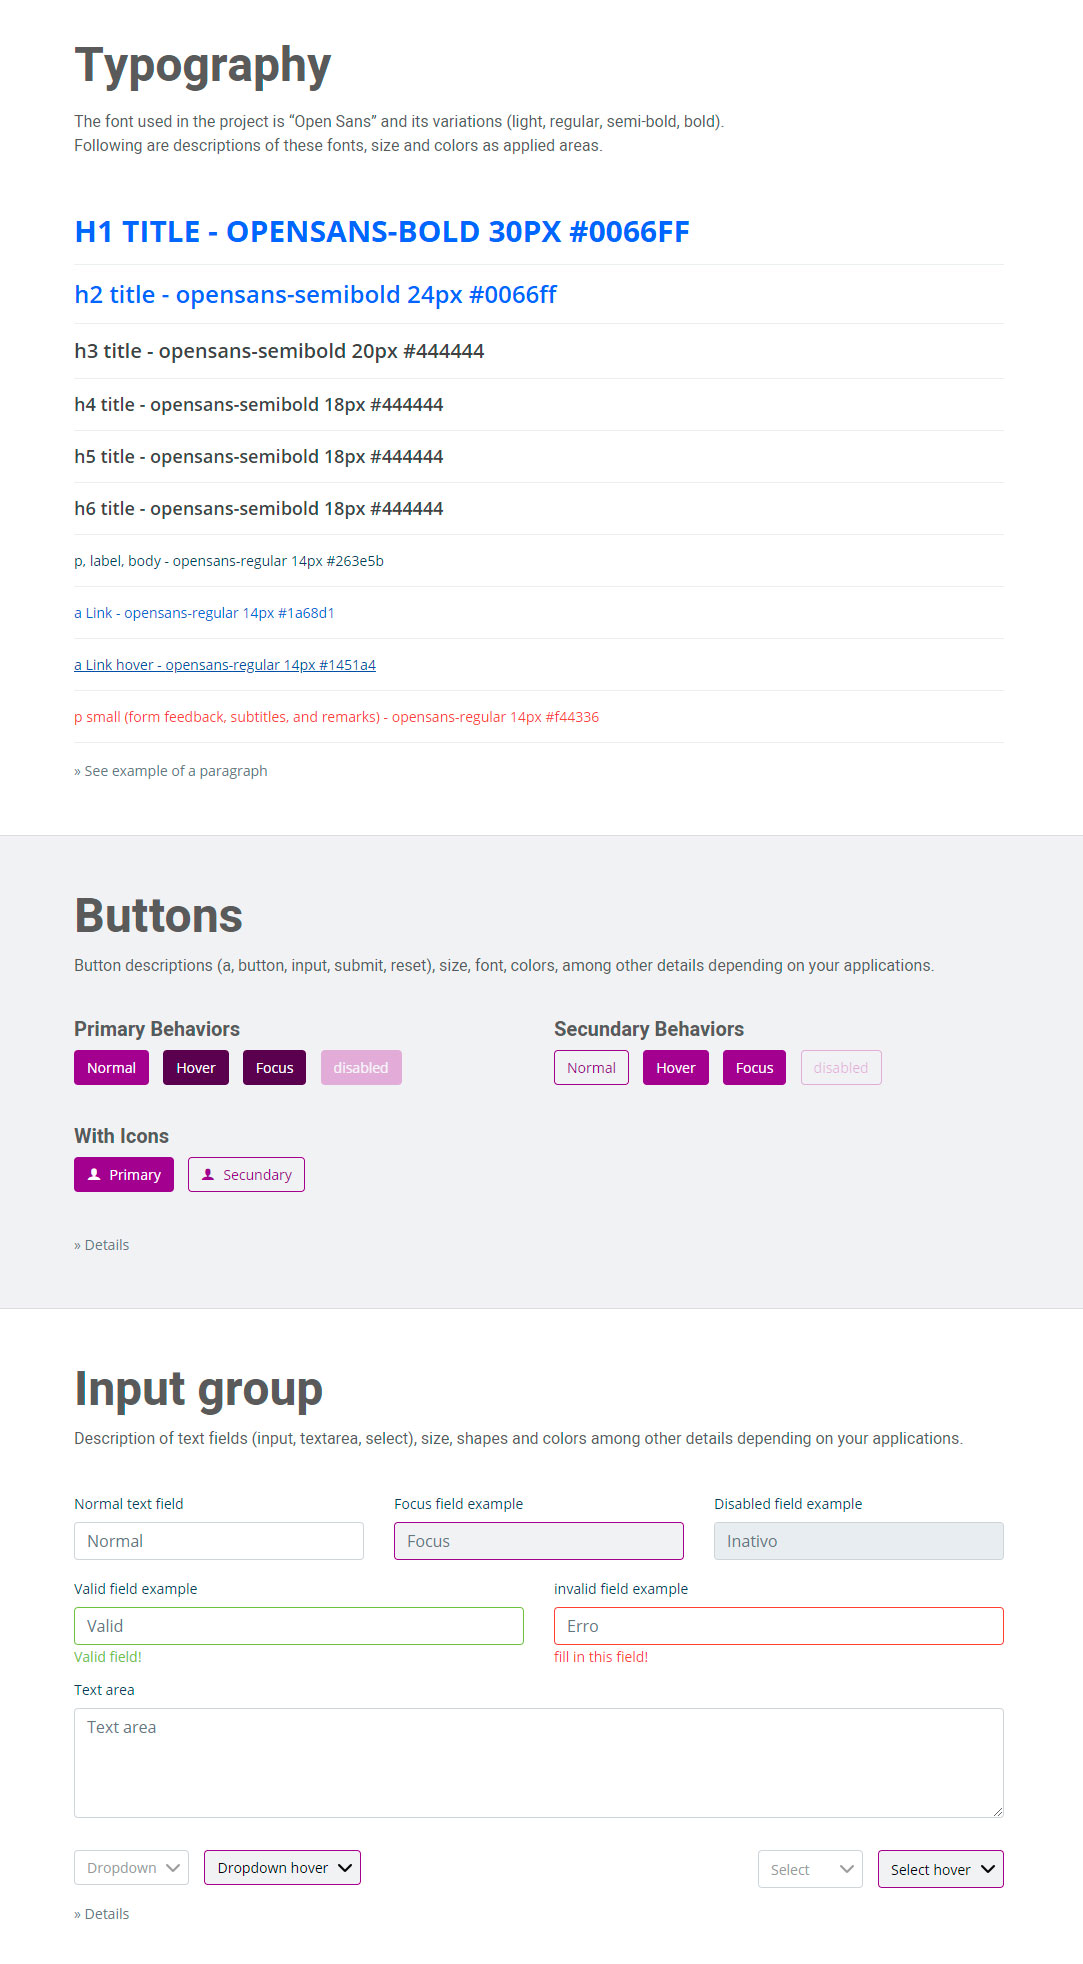 Typography
The font used in the project is “Open Sans” and its variations (light, regular, semi-bold, bold).
Following are descriptions of these fonts, size and colors as applied areas.
H1 TITLE - OPENSANS-BOLD 30PX #0066FF
h2 title - opensans-semibold 24px #0066ff
h3 title - opensans-semibold 20px #444444
h4 title - opensans-semibold 18px #444444
h5 title - opensans-semibold 18px #444444
h6 title - opensans-semibold 18px #444444
p, label, body - opensans-regular 14px #263e5b
a Link - opensans-regular 14px #1a68d1
a Link hover - opensans-regular 14px #1451a4
p small (form feedback, subtitles, and remarks) - opensans-regular 14px #f44336
» See example of a paragraph
Buttons
Button descriptions (a, button, input, submit, reset), size, font, colors, among other details depending on your applications.
Primary Behaviors
Normal Hover Focus disabled
Secundary Behaviors
Normal Hover Focus disabled
With Icons
Primary Secundary
» Details
Input group
Description of text fields (input, textarea, select), size, shapes and colors among other details depending on your applications.
Normal text field
Normal
Focus field example
Focus
Disabled field example
Inativo
Valid field example
Valid
Valid field!
invalid field example
Erro
fill in this field!
Text area
Text area
Dropdown Dropdown hover Select Select hover
» Details